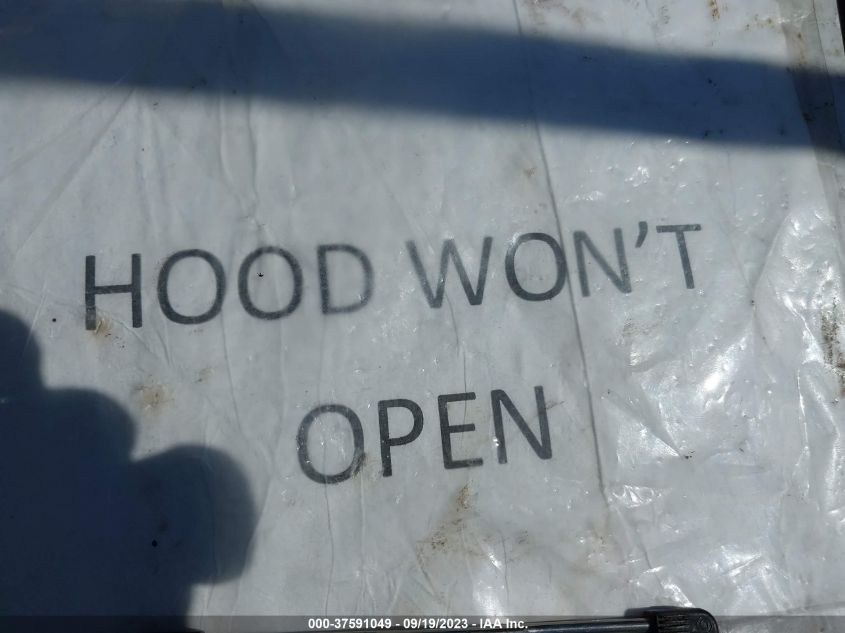 HOOD WON'T
OPEN
000-37591049 - 09/19/2023 - IAA Inc.